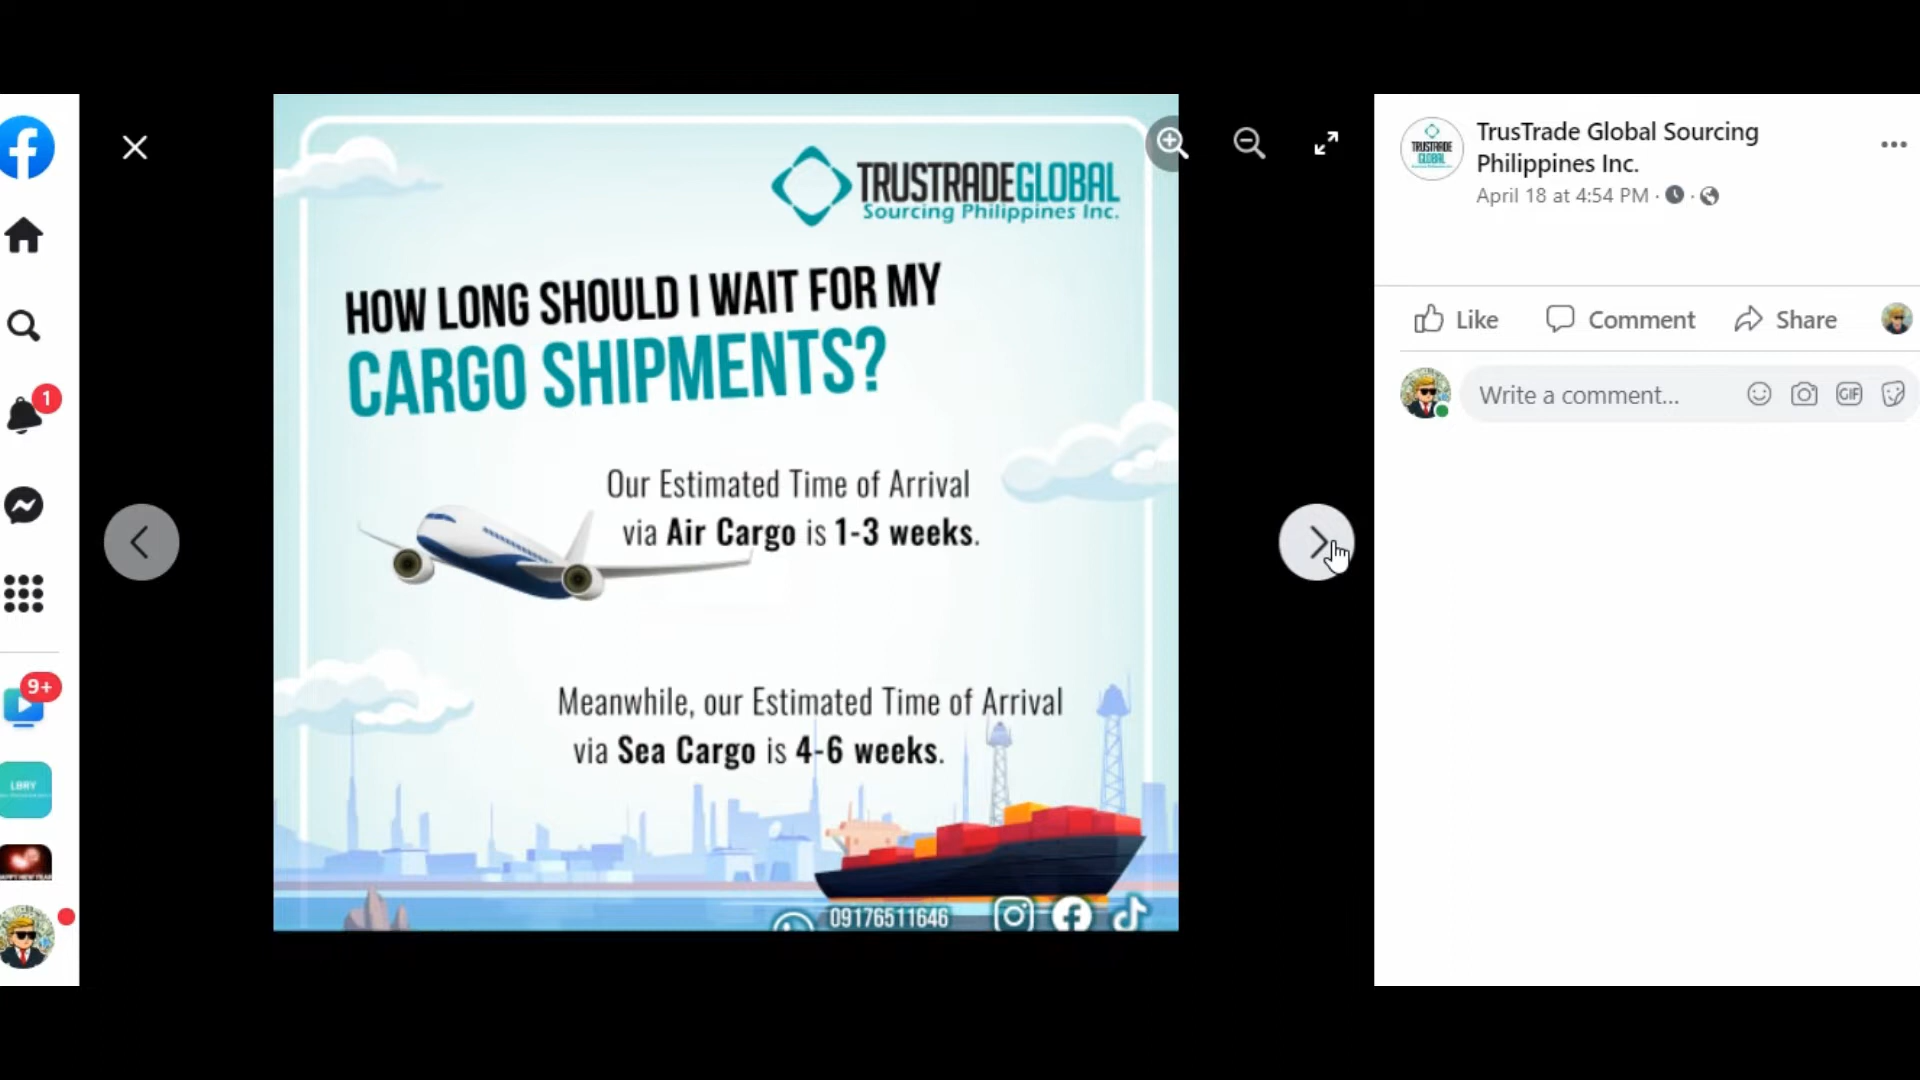 TRUSTRADEGLOBAL
Sourcing Philippines Inc.
HOW LONG SHOULD I WAIT FOR MY
CARGO SHIPMENTS?
Our Estimated Time of Arrival
via Air Cargo is 1-3 weeks.
Meanwhile, our Estimated Time of Arrival
via Sea Cargo is 4-6 weeks.
09176511646
1
9+
LBRY
TRUSTRADE
GLOBAL
TrusTrade Global Sourcing
Philippines Inc.
April 18 at 4:54 PM ·
Like
Comment
Share
Write a comment...
GIF